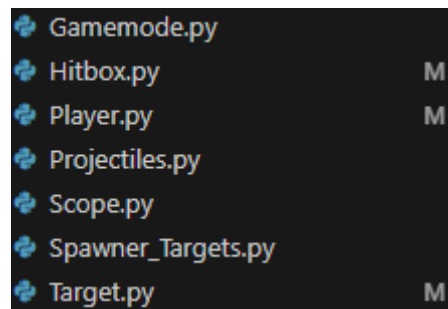 Gamemode.py
Hitbox.py M
Player.py M
Projectiles.py
Scope.py
Spawner_Targets.py
Target.py M